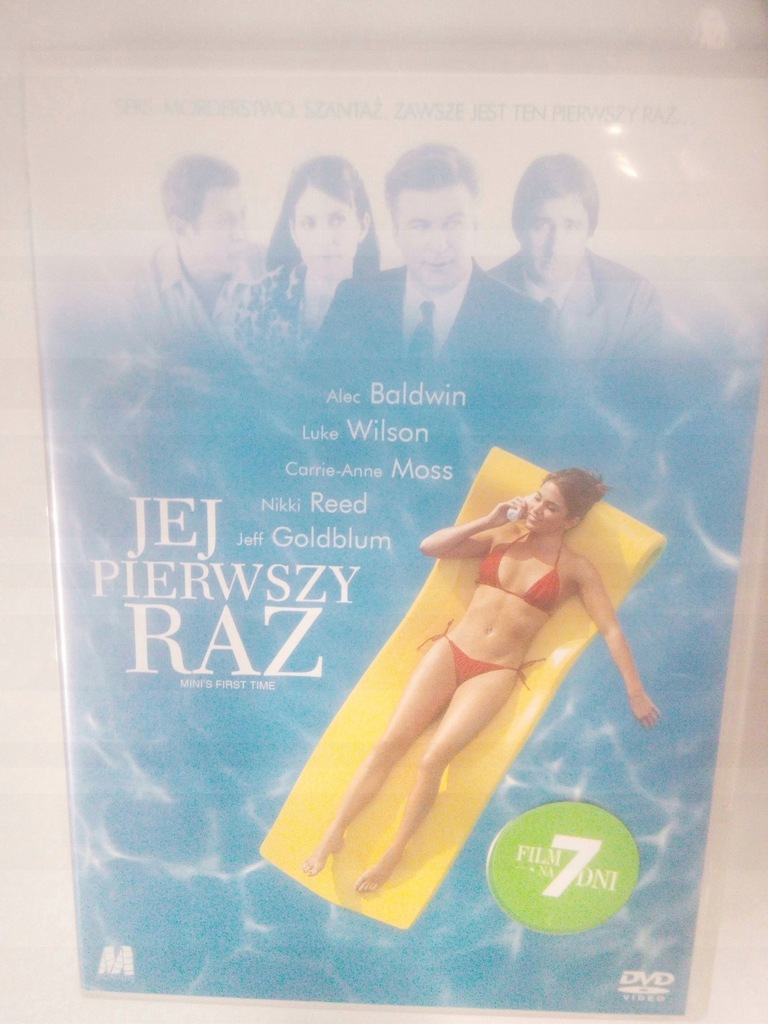 SEKS. MORDERSTWO. SZANTAŻ. ZAWSZE JEST TEN PIERWSZY RAZ...
Alec Baldwin
Luke Wilson
Carrie-Anne Moss
Nikki Reed
Jeff Goldblum
JEJ
PIERWSZY
RAZ
MINI'S FIRST TIME
FILM
NA 7 DNI
M
DVD
VIDEO